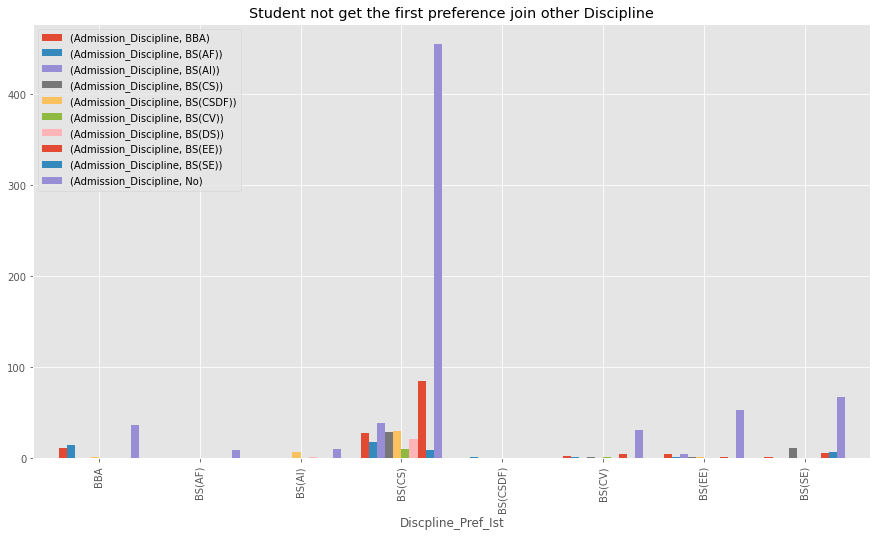 Student not get the first preference join other Discipline
(Admission_Discipline, BBA)
(Admission_Discipline, BS(AF))
(Admission_Discipline, BS(AI))
(Admission_Discipline, BS(CS))
(Admission_Discipline, BS(CSDF))
(Admission_Discipline, BS(CV))
(Admission_Discipline, BS(DS))
(Admission_Discipline, BS(EE))
(Admission_Discipline, BS(SE))
(Admission_Discipline, No)
400
300
200
100
0
BBA
BS(AF)
BS(AI)
BS(CS)
BS(CSDF)
BS(CV)
BS(EE)
BS(SE)
Discpline_Pref_Ist